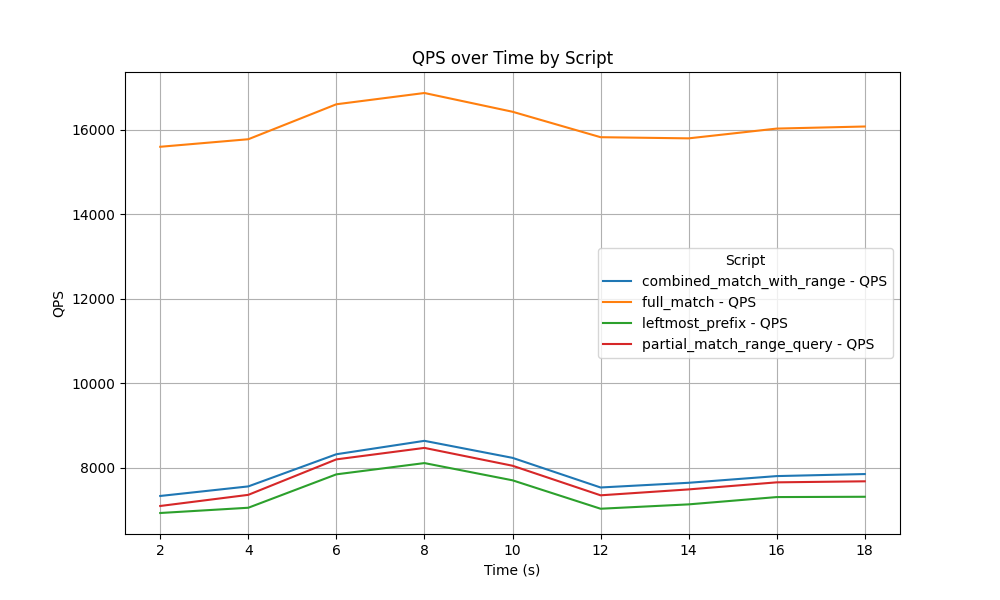 QPS over Time by Script
QPS
16000
14000
12000
10000
8000
Script
combined_match_with_range - QPS
full_match - QPS
leftmost_prefix - QPS
partial_match_range_query - QPS
2 4 6 8 10 12 14 16 18
Time (s)